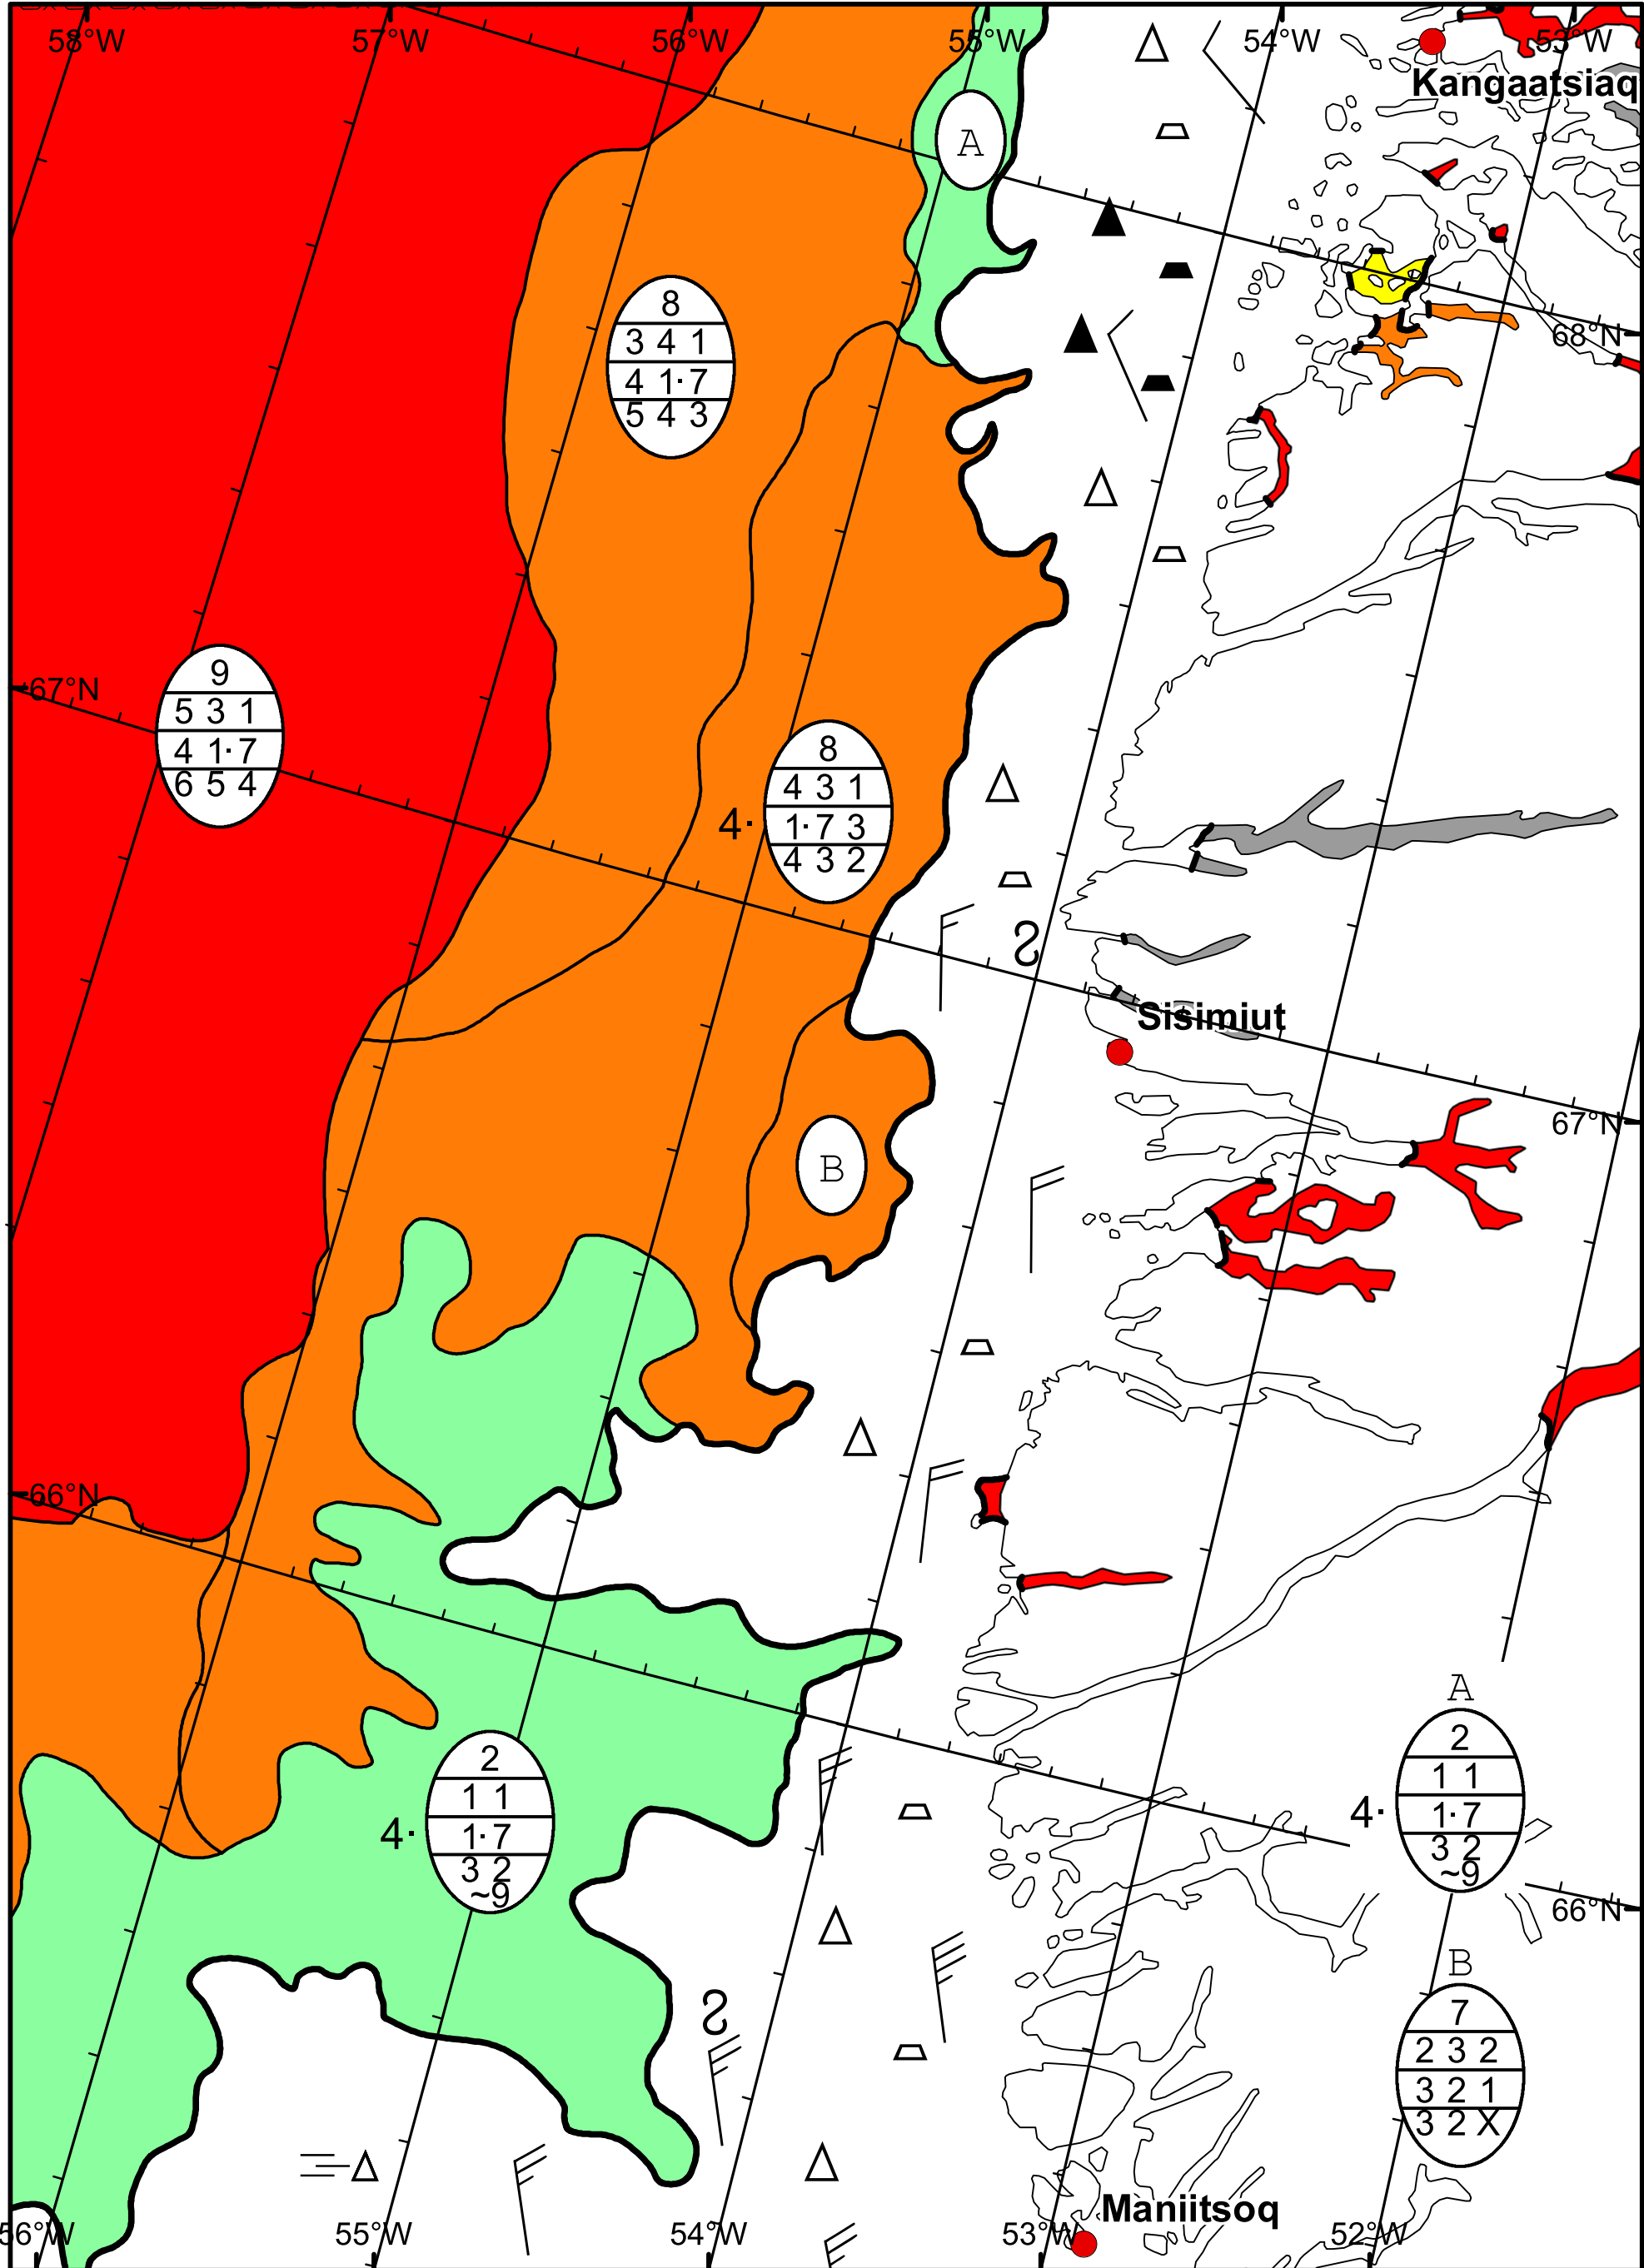 58°W
57°W
56°W
55°W
54°W
53°W
Kangaatsiaq
A
8
3 4 1
4 1· 7
5 4 3
68°N
67°N
9
5 3 1
4 1· 7
6 5 4
8
4 3 1
4· 1· 7 3
4 3 2
Sisimiut
67°N
B
66°N
A
2
1 1
4· 1· 7
3 2
~9
2
1 1
4· 1· 7
3 2
~9
66°N
B
7
2 3 2
3 2 1
3 2 X
Maniitsoq
56°W
55°W
54°W
53°W
52°W